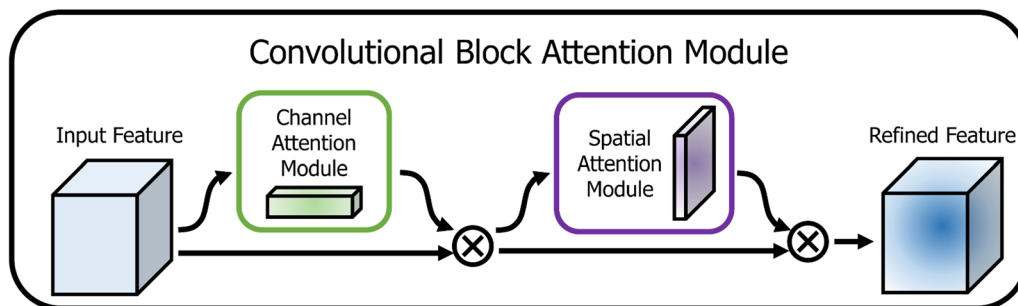 Convolutional Block Attention Module
Input Feature
Channel
Attention
Module
Spatial
Attention
Module
Refined Feature